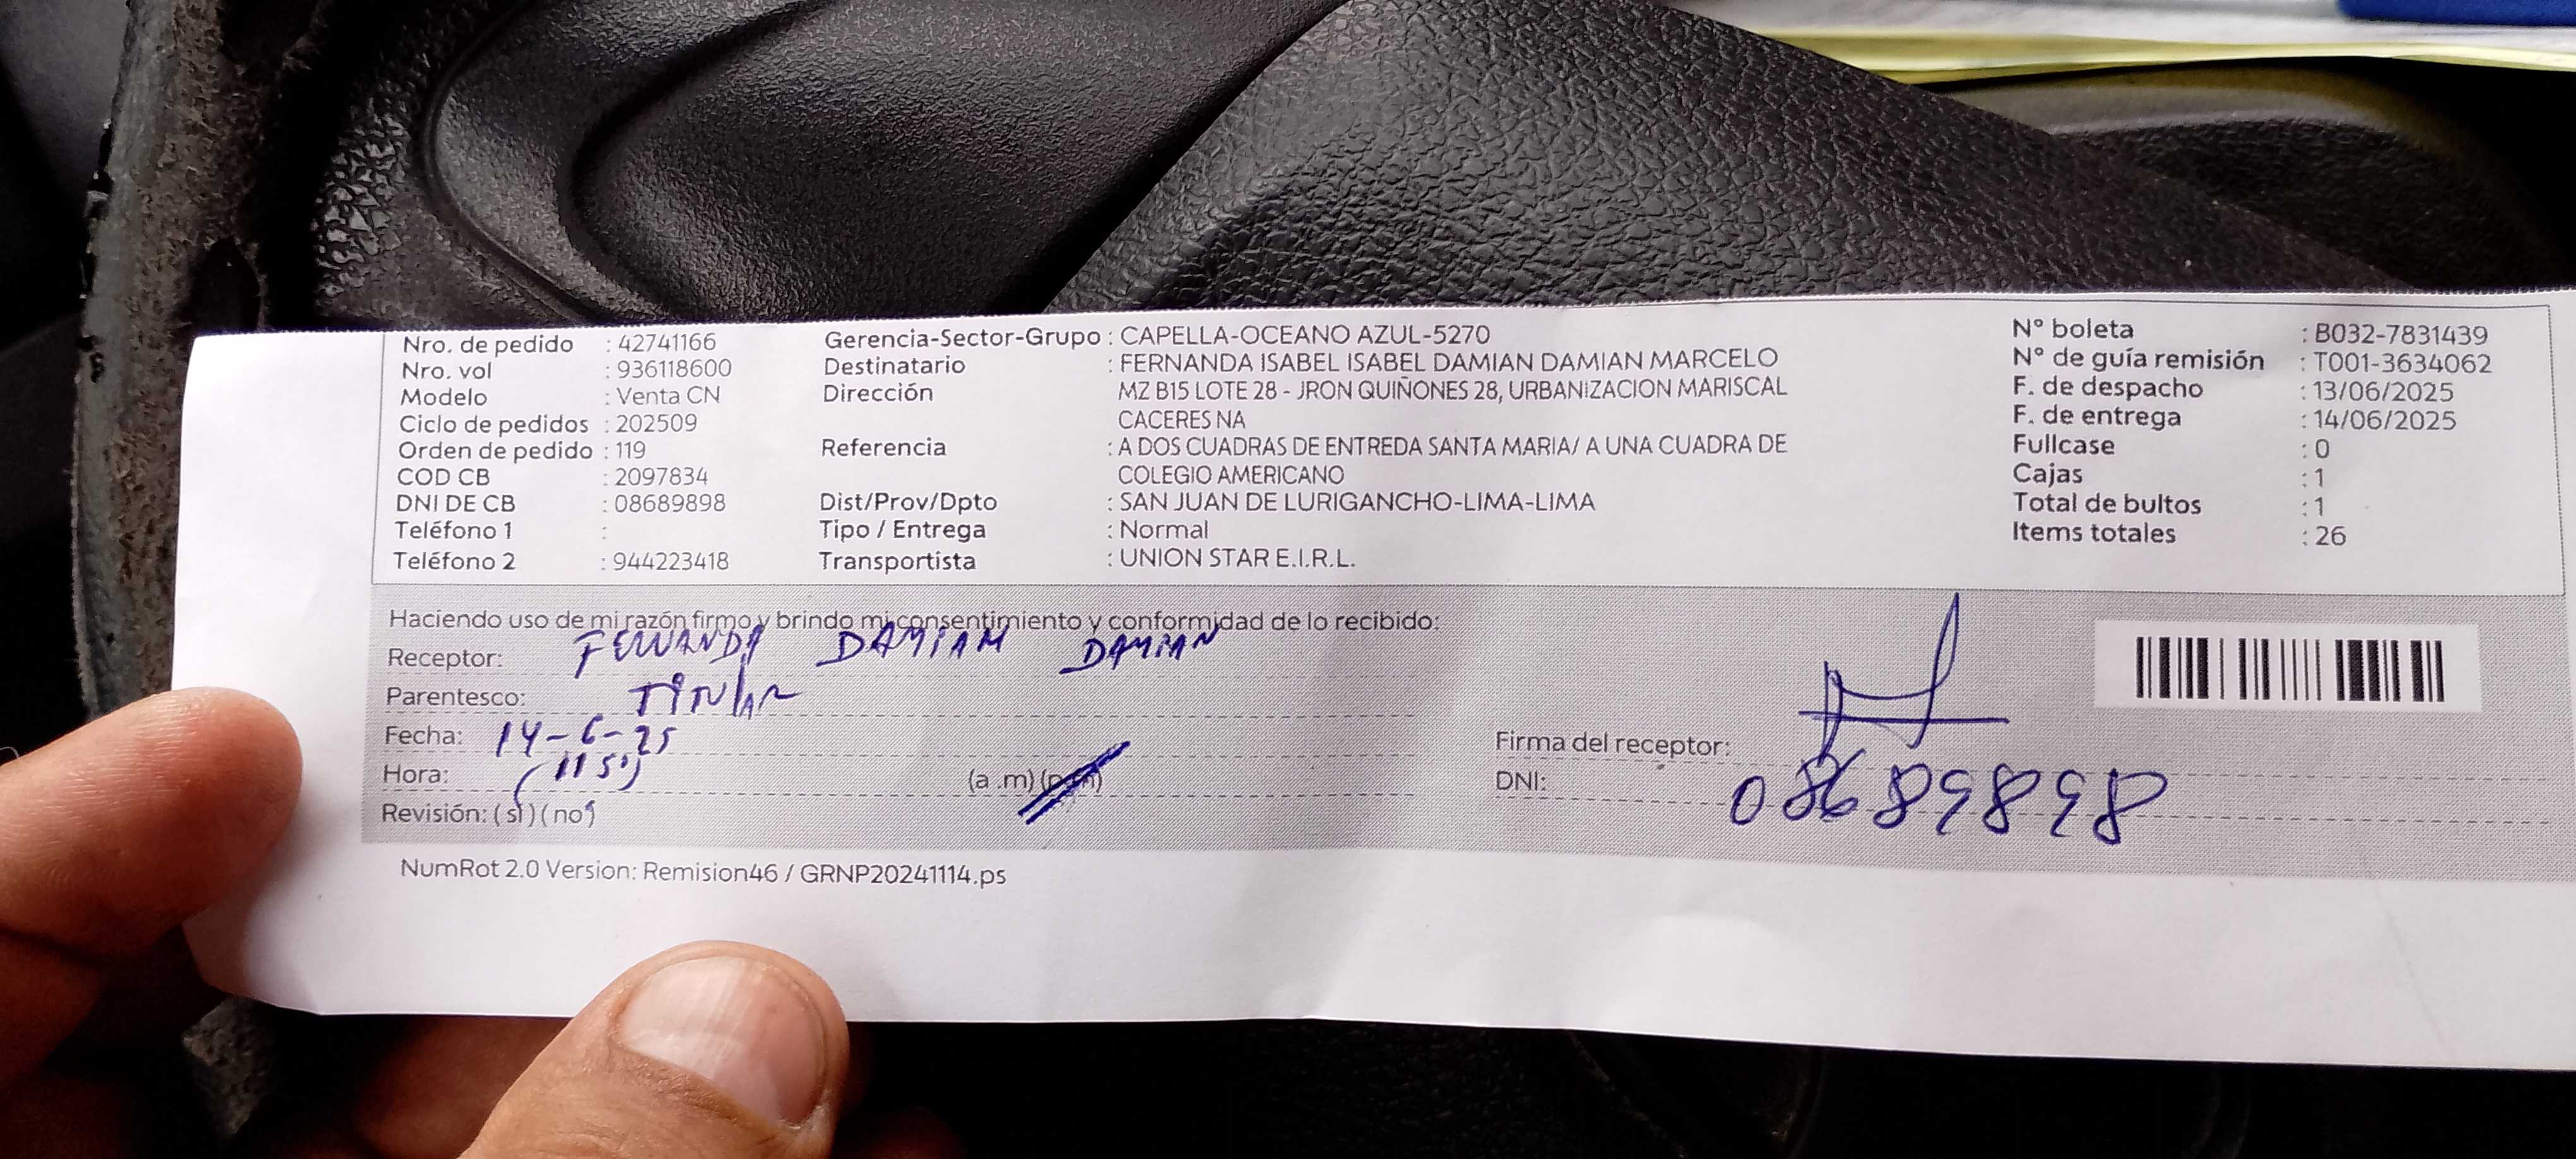 Nro. de pedido : 42741166
Nro. vol : 936118600
Modelo : Venta CN
Ciclo de pedidos : 202509
Orden de pedido : 119
COD CB : 2097834
DNI DE CB : 08689898
Teléfono 1 :
Teléfono 2 : 944223418
Gerencia-Sector-Grupo : CAPELLA-OCEANO AZUL-5270
Destinatario : FERNANDA ISABEL ISABEL DAMIAN DAMIAN MARCELO
Dirección MZ B15 LOTE 28 - JRON QUIÑONES 28, URBANIZACION MARISCAL
CACERES NA
Referencia : A DOS CUADRAS DE ENTREDA SANTA MARIA/ A UNA CUADRA DE
COLEGIO AMERICANO
Dist/Prov/Dpto : SAN JUAN DE LURIGANCHO-LIMA-LIMA
Tipo / Entrega : Normal
Transportista : UNION STAR E.I.R.L.
N° boleta : B032-7831439
N° de guía remisión : T001-3634062
F. de despacho : 13/06/2025
F. de entrega : 14/06/2025
Fullcase : 0
Cajas : 1
Total de bultos : 1
Items totales : 26
Haciendo uso de mi razón firmo y brindo mi consentimiento y conformidad de lo recibido:
Receptor: FERNANDA DAMIAN DAMIAN
Parentesco: TITULAR
Fecha: 14-6-25
Hora: (a.m) (p.m)
Revisión: (si) (no)
Firma del receptor:
DNI:
NumRot 2.0 Version: Remision46 / GRNP20241114.ps